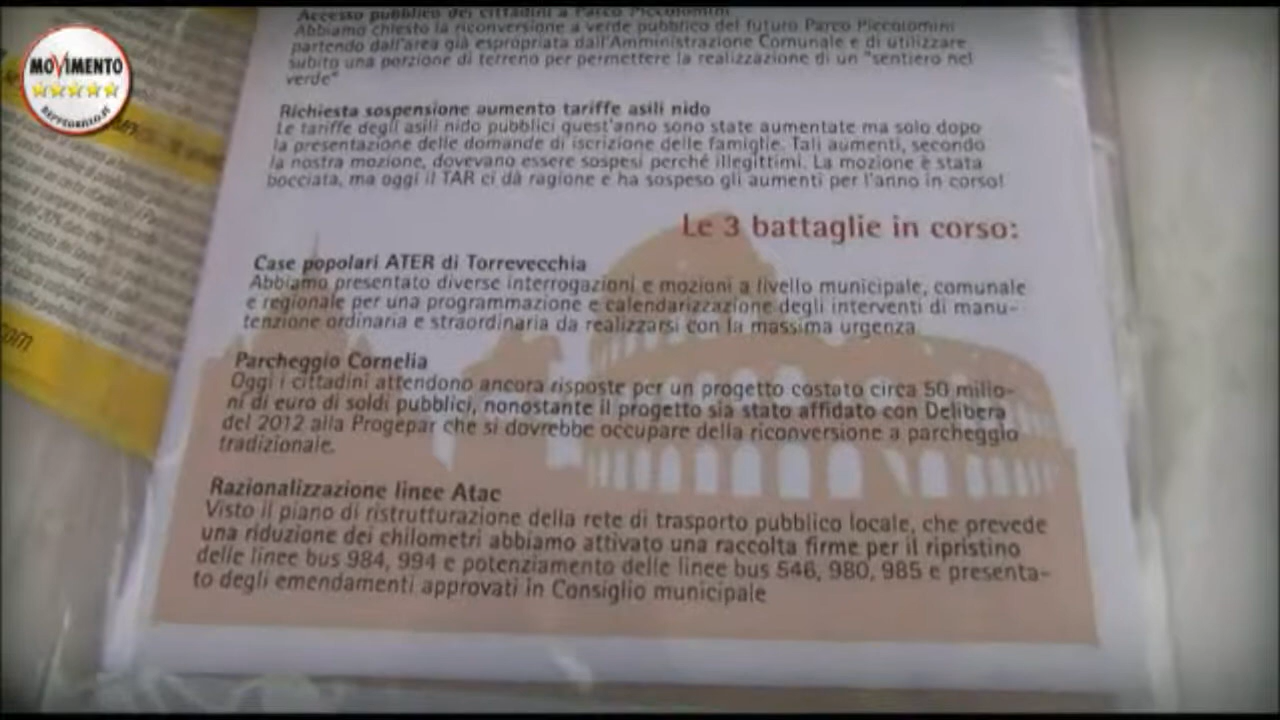 MOVIMENTO
BEPPEGRILLO.IT
Accesso pubblico dei cittadini a Parco Piccolomini
Abbiamo chiesto la riconversione a verde pubblico del futuro Parco Piccolomini
partendo dall'area già espropriata dall'Amministrazione Comunale e di utilizzare
subito una porzione di terreno per permettere la realizzazione di un "sentiero nel
verde"
Richiesta sospensione aumento tariffe asili nido
Le tariffe degli asili nido pubblici quest'anno sono state aumentate ma solo dopo
la presentazione delle domande di iscrizione delle famiglie. Tali aumenti, secondo
la nostra mozione, dovevano essere sospesi perché illegittimi. La mozione è stata
bocciata, ma oggi il TAR ci dà ragione e ha sospeso gli aumenti per l'anno in corso!
Le 3 battaglie in corso:
Case popolari ATER di Torrevecchia
Abbiamo presentato diverse interrogazioni e mozioni a livello municipale, comunale
e regionale per una programmazione e calendarizzazione degli interventi di manu-
tenzione ordinaria e straordinaria da realizzarsi con la massima urgenza
Parcheggio Cornelia
Oggi i cittadini attendono ancora risposte per un progetto costato circa 50 milio-
ni di euro di soldi pubblici, nonostante il progetto sia stato affidato con Delibera
del 2012 alla Progepar che si dovrebbe occupare della riconversione a parcheggio
tradizionale.
Razionalizzazione linee Atac
Visto il piano di ristrutturazione della rete di trasporto pubblico locale, che prevede
una riduzione dei chilometri abbiamo attivato una raccolta firme per il ripristino
delle linee bus 984, 994 e potenziamento delle linee bus 546, 980, 985 e presenta-
to degli emendamenti approvati in Consiglio municipale
com